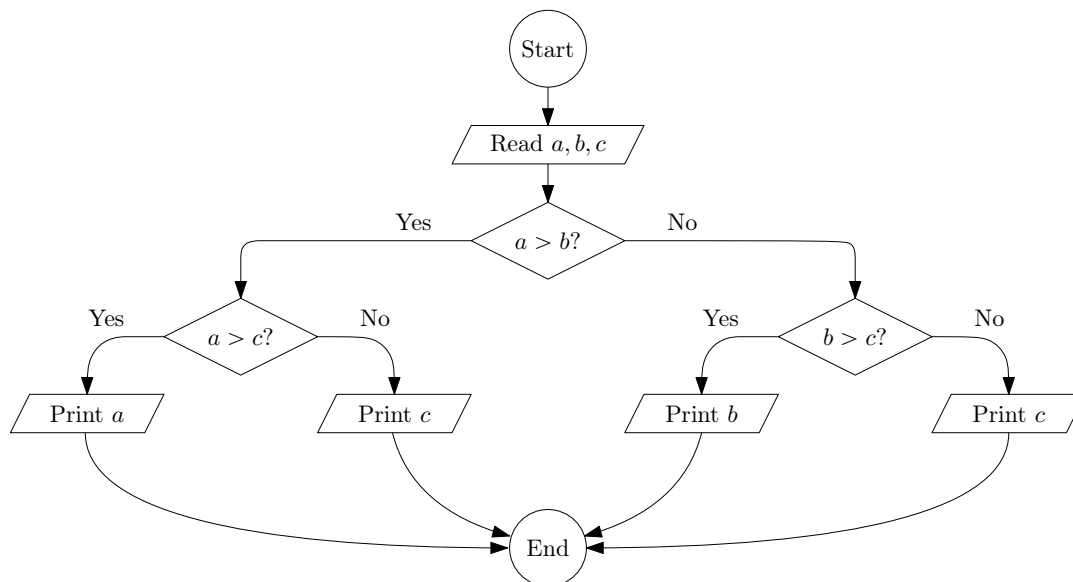 Start
Read a, b, c
Yes
a > b?
No
Yes
a > c?
No
Yes
b > c?
No
Print a
Print c
Print b
Print c
End